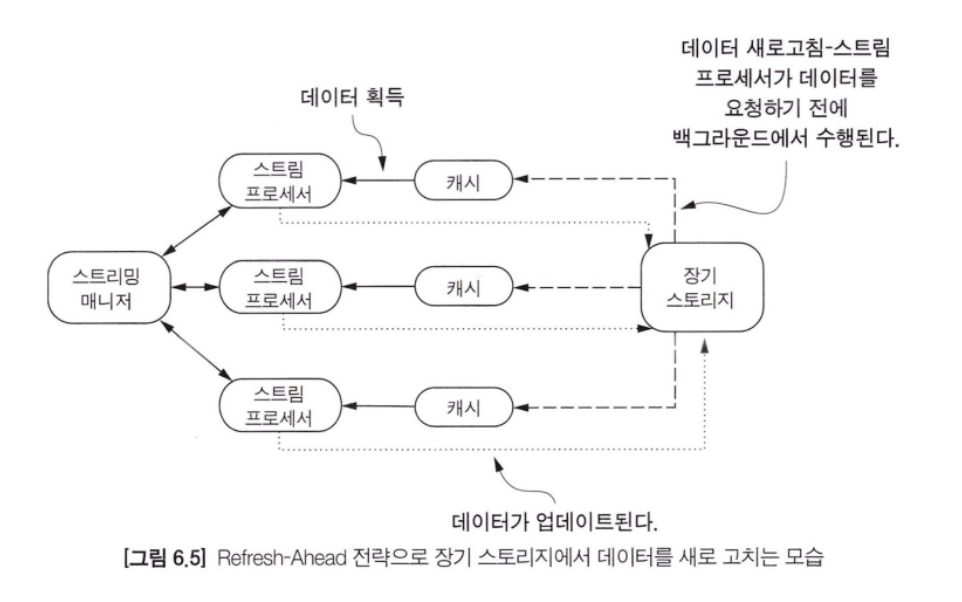 데이터 새로고침-스트림
프로세서가 데이터를
요청하기 전에
백그라운드에서 수행된다.
데이터 획득
스트림
프로세서
캐시
스트리밍
매니저
스트림
프로세서
캐시
장기
스토리지
스트림
프로세서
캐시
데이터가 업데이트된다.
[그림 6.5] Refresh-Ahead 전략으로 장기 스토리지에서 데이터를 새로 고치는 모습